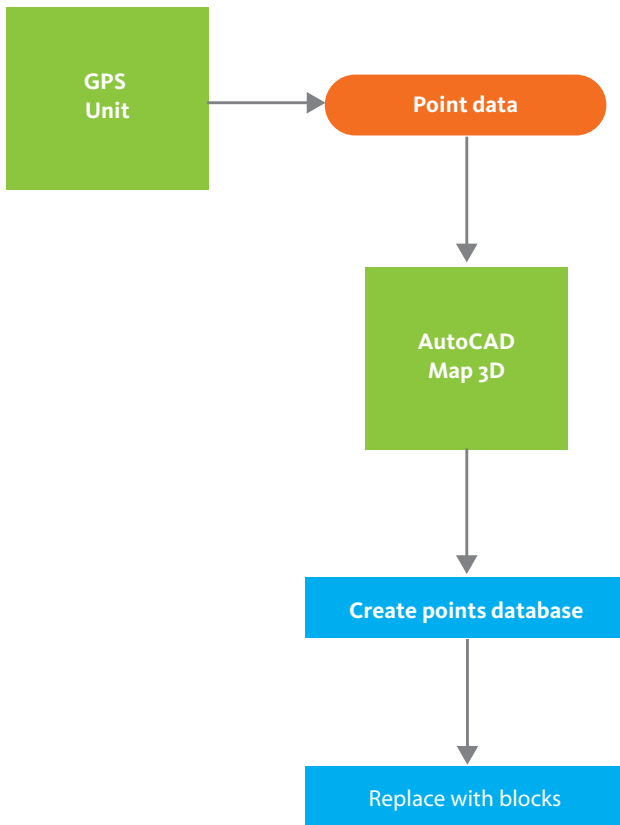 GPS
Unit
Point data
AutoCAD
Map 3D
Create points database
Replace with blocks